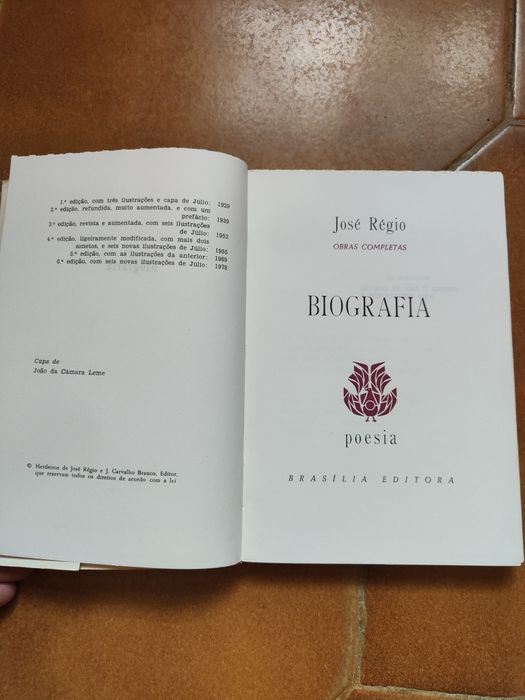 1.ª edição, com três ilustrações e capa de Júlio: 1929
2.ª edição, refundida, muito aumentada, e com um
prefácio: 1939
3.ª edição, revista e aumentada, com seis ilustrações
de Júlio: 1952
4.ª edição, ligeiramente modificada, com mais dois
sonetos, e seis novas ilustrações de Júlio: 1955
5.ª edição, com as ilustrações da anterior: 1969
6.ª edição, com seis novas ilustrações de Júlio: 1978
Capa de
João da Câmara Leme
© Herdeiros de José Régio e J. Carvalho Branco, Editor,
que reservam todos os direitos de acordo com a lei
José Régio
OBRAS COMPLETAS
BIOGRAFIA
poesia
BRASÍLIA EDITORA